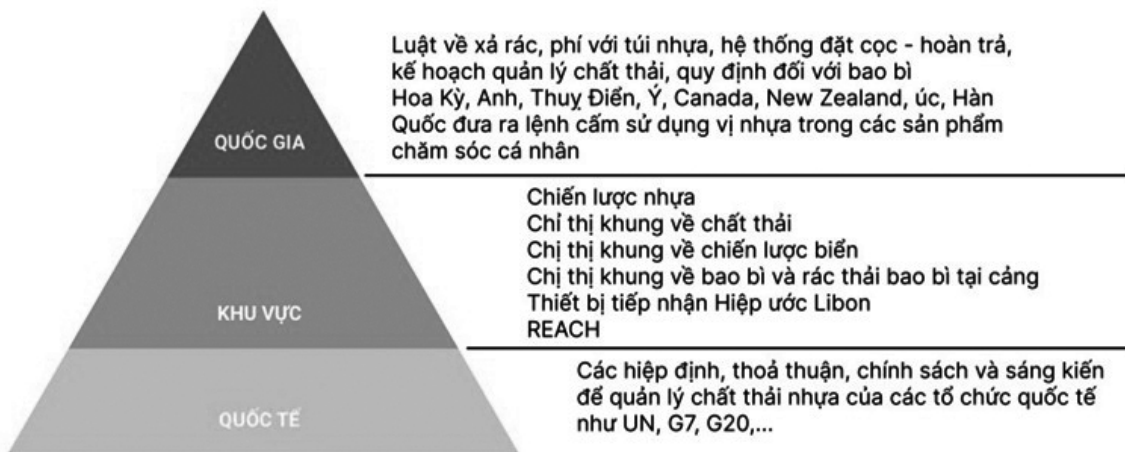 Luật về xả rác, phí với túi nhựa, hệ thống đặt cọc - hoàn trả,
kế hoạch quản lý chất thải, quy định đối với bao bì
Hoa Kỳ, Anh, Thuỵ Điển, Ý, Canada, New Zealand, úc, Hàn
Quốc đưa ra lệnh cấm sử dụng vị nhựa trong các sản phẩm
chăm sóc cá nhân
QUỐC GIA
Chiến lược nhựa
Chỉ thị khung về chất thải
Chị thị khung về chiến lược biển
Chị thị khung về bao bì và rác thải bao bì tại cảng
Thiết bị tiếp nhận Hiệp ước Libon
REACH
KHU VỰC
Các hiệp định, thoả thuận, chính sách và sáng kiến
để quản lý chất thải nhựa của các tổ chức quốc tế
như UN, G7, G20,...
QUỐC TẾ